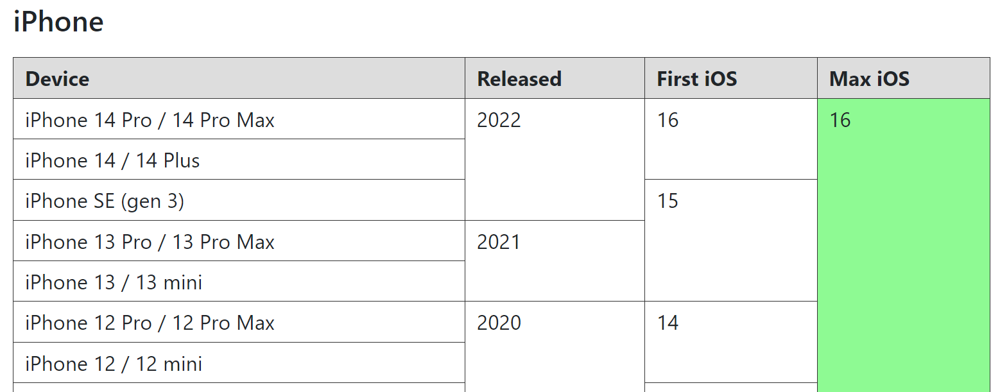 iPhone
Device Released First iOS Max iOS
iPhone 14 Pro / 14 Pro Max 2022 16 16
iPhone 14 / 14 Plus
iPhone SE (gen 3) 15
iPhone 13 Pro / 13 Pro Max 2021
iPhone 13 / 13 mini
iPhone 12 Pro / 12 Pro Max 2020 14
iPhone 12 / 12 mini